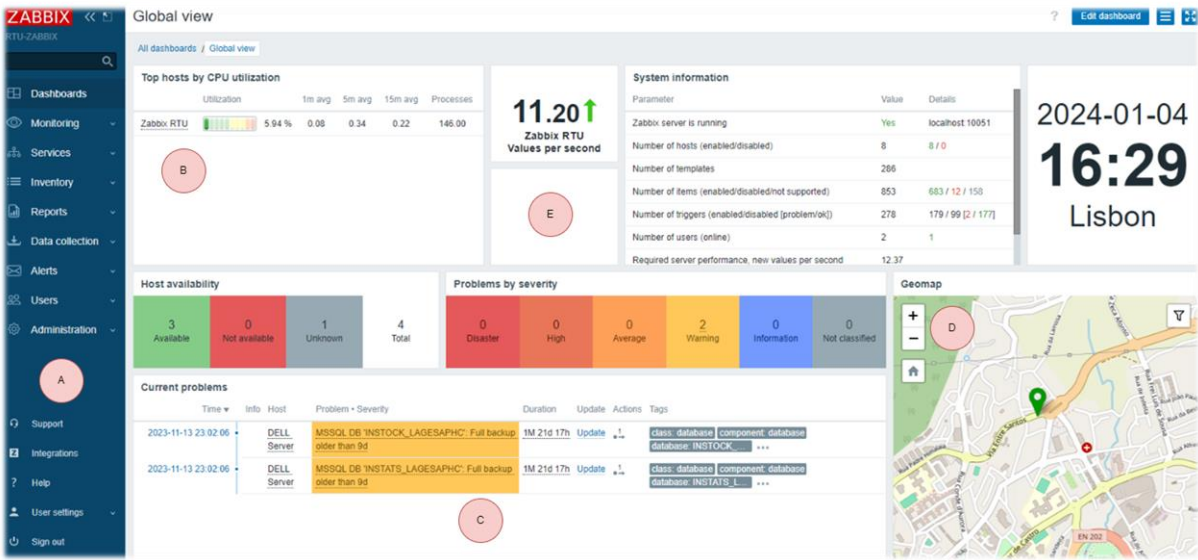 ZABBIX
RTU-ZABBIX
Dashboards
Monitoring
Services
Inventory
Reports
Data collection
Alerts
Users
Administration
A
Support
Integrations
Help
User settings
Sign out
Global view
? Edit dashboard
All dashboards / Global view
Top hosts by CPU utilization
Utilization 1m avg 5m avg 15m avg Processes
Zabbix RTU 5.94 % 0.08 0.34 0.22 146.00
B
11.20
Zabbix RTU
Values per second
E
System information
Parameter Value Details
Zabbix server is running Yes localhost:10051
Number of hosts (enabled/disabled) 8 8 / 0
Number of templates 286
Number of items (enabled/disabled/not supported) 853 683 / 12 / 158
Number of triggers (enabled/disabled [problem/ok]) 278 179 / 99 [2 / 177]
Number of users (online) 2 1
Required server performance, new values per second 12.37
2024-01-04
16:29
Lisbon
Host availability
3 0 1 4
Available Not available Unknown Total
Problems by severity
0 0 0 2 0 0
Disaster High Average Warning Information Not classified
Current problems
Time Info Host Problem • Severity Duration Update Actions Tags
2023-11-13 23:02:06 DELL MSSQL DB 'INSTOCK_LAGESAPHC': Full backup 1M 21d 17h Update 1 class: database component: database
Server older than 9d database: INSTOCK_... •••
2023-11-13 23:02:06 DELL MSSQL DB 'INSTATS_LAGESAPHC': Full backup 1M 21d 17h Update 1 class: database component: database
Server older than 9d database: INSTATS_L... •••
C
Geomap
+
D
−
Via Entre Santos
EN 202